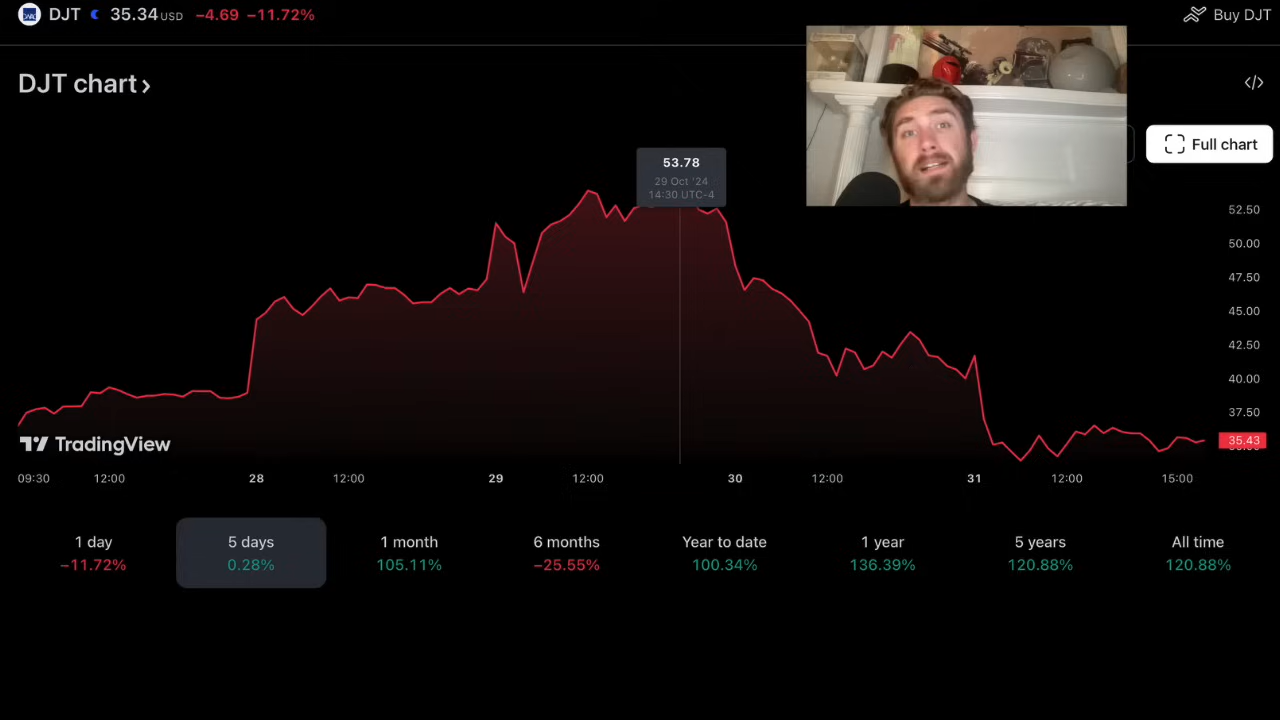 DJT 35.34 USD −4.69 −11.72%
Buy DJT
DJT chart ›
</>
Full chart
53.78
29 Oct '24
14:30 UTC-4
52.50
50.00
47.50
45.00
42.50
40.00
37.50
35.43
TradingView
09:30 12:00 28 12:00 29 12:00 30 12:00 31 12:00 15:00
1 day 5 days 1 month 6 months Year to date 1 year 5 years All time
−11.72% 0.28% 105.11% −25.55% 100.34% 136.39% 120.88% 120.88%